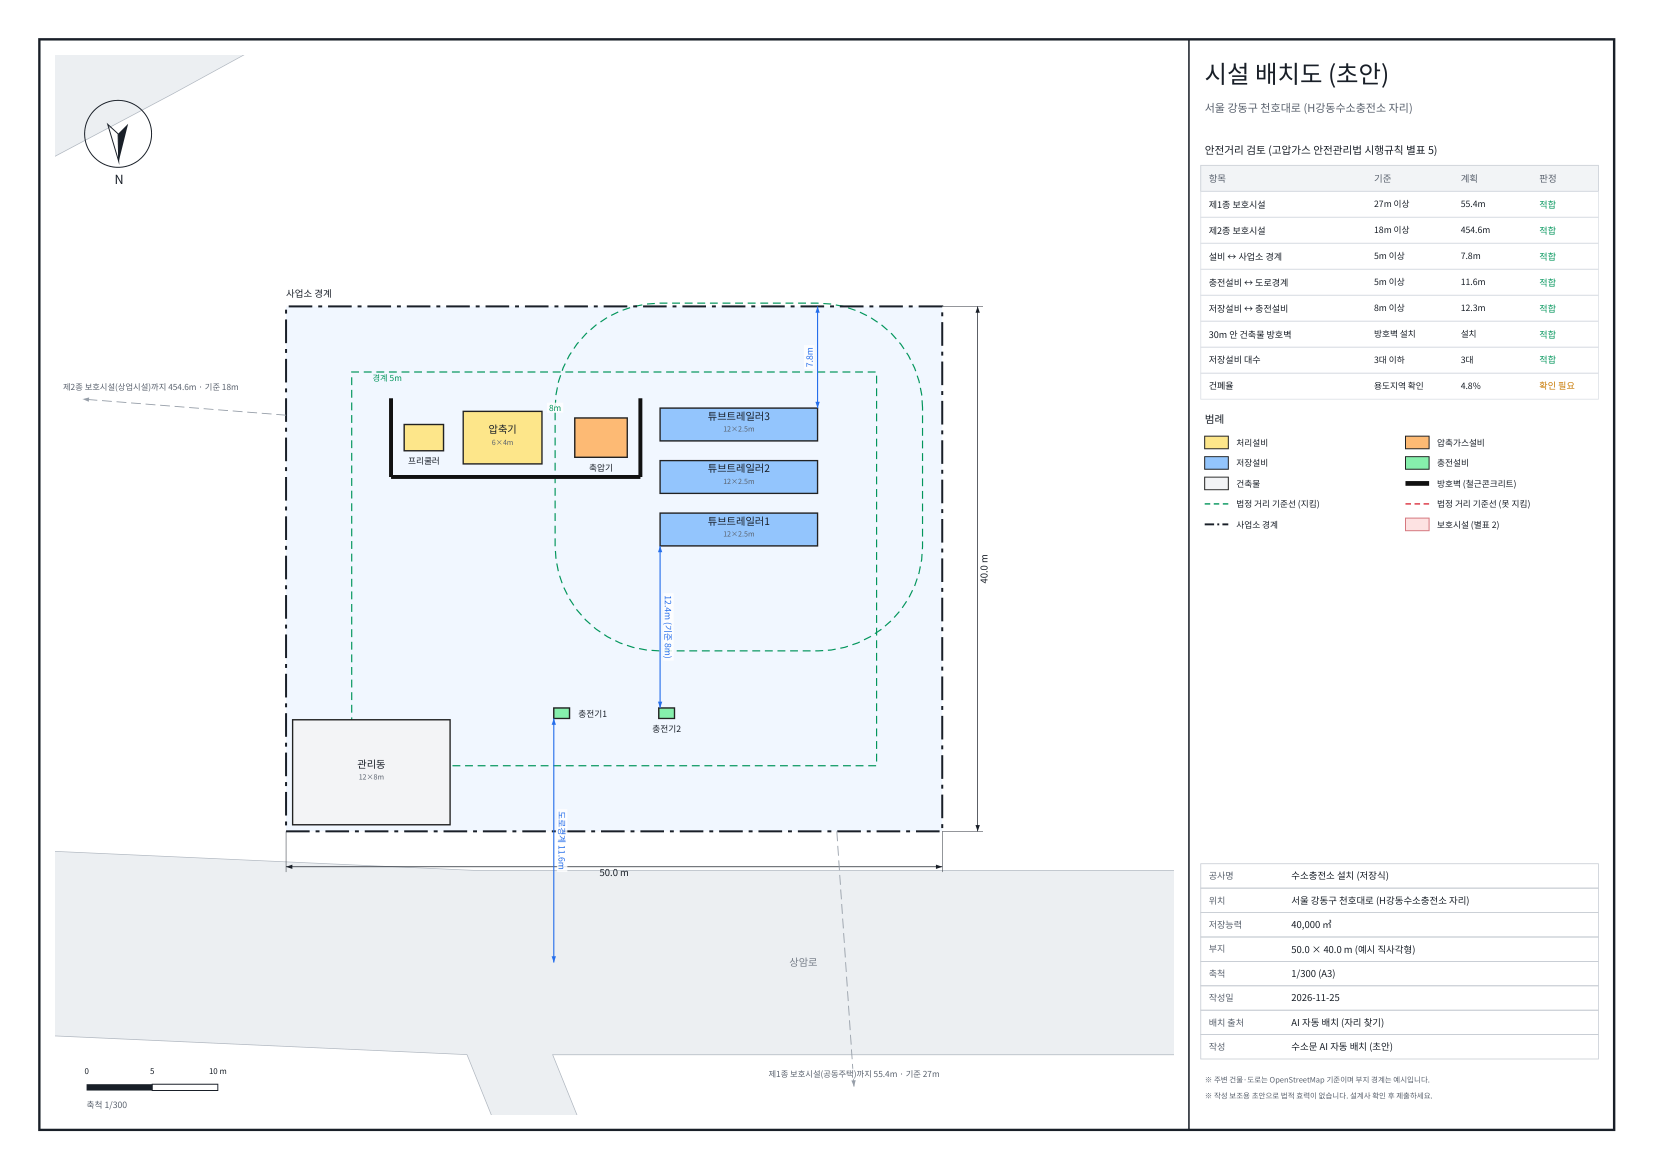 시설 배치도 (초안)
서울 강동구 천호대로 (H강동수소충전소 자리)
안전거리 검토 (고압가스 안전관리법 시행규칙 별표 5)
항목 기준 계획 판정
제1종 보호시설 27m 이상 55.4m 적합
제2종 보호시설 18m 이상 454.6m 적합
설비 ↔ 사업소 경계 5m 이상 7.8m 적합
충전설비 ↔ 도로경계 5m 이상 11.6m 적합
저장설비 ↔ 충전설비 8m 이상 12.3m 적합
30m 안 건축물 방호벽 방호벽 설치 설치 적합
저장설비 대수 3대 이하 3대 적합
건폐율 용도지역 확인 4.8% 확인 필요
범례
처리설비 압축가스설비
저장설비 충전설비
건축물 방호벽 (철근콘크리트)
법정 거리 기준선 (지킴) 법정 거리 기준선 (못 지킴)
사업소 경계 보호시설 (별표 2)
공사명 수소충전소 설치 (저장식)
위치 서울 강동구 천호대로 (H강동수소충전소 자리)
저장능력 40,000 ㎥
부지 50.0 × 40.0 m (예시 직사각형)
축척 1/300 (A3)
작성일 2026-11-25
배치 출처 AI 자동 배치 (자리 찾기)
작성 수소문 AI 자동 배치 (초안)
※ 주변 건물·도로는 OpenStreetMap 기준이며 부지 경계는 예시입니다.
※ 작성 보조용 초안으로 법적 효력이 없습니다. 설계사 확인 후 제출하세요.
N
사업소 경계
제2종 보호시설(상업시설)까지 454.6m · 기준 18m
경계 5m
8m
7.8m
프리쿨러
압축기
6×4m
축압기
튜브트레일러3
12×2.5m
튜브트레일러2
12×2.5m
튜브트레일러1
12×2.5m
12.4m (기준 8m)
40.0 m
충전기1
충전기2
관리동
12×8m
도로경계 11.6m
50.0 m
상암로
제1종 보호시설(공동주택)까지 55.4m · 기준 27m
0 5 10 m
축척 1/300